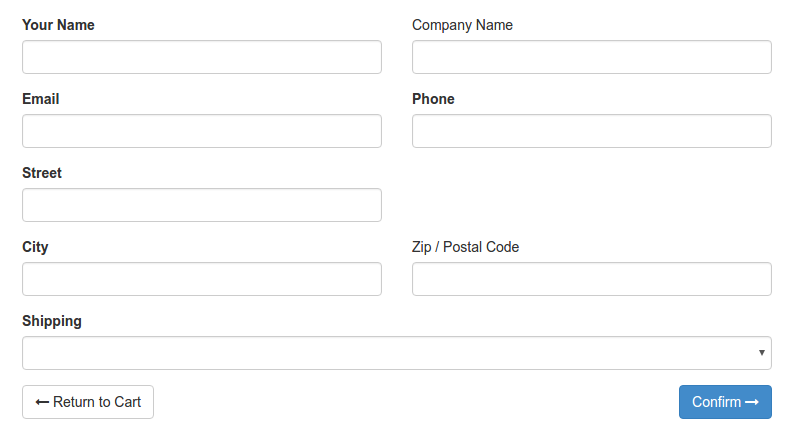 Your Name
Company Name
Email
Phone
Street
City
Zip / Postal Code
Shipping
← Return to Cart
Confirm →